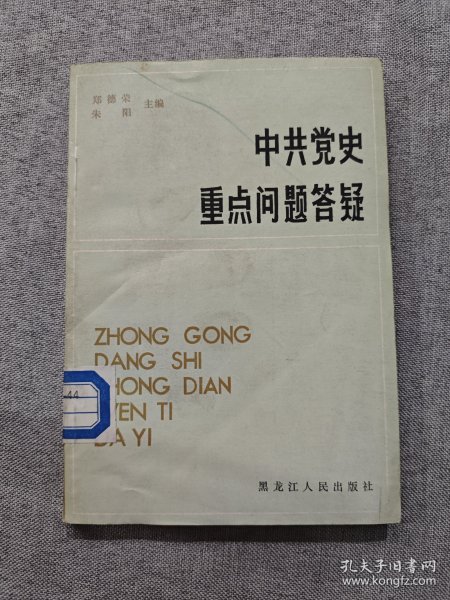 郑德荣
朱阳 主编
中共党史
重点问题答疑
ZHONG GONG
DANG SHI
HONG DIAN
WEN TI
DA YI
44
黑龙江人民出版社
孔夫子旧书网
www.kongfz.com